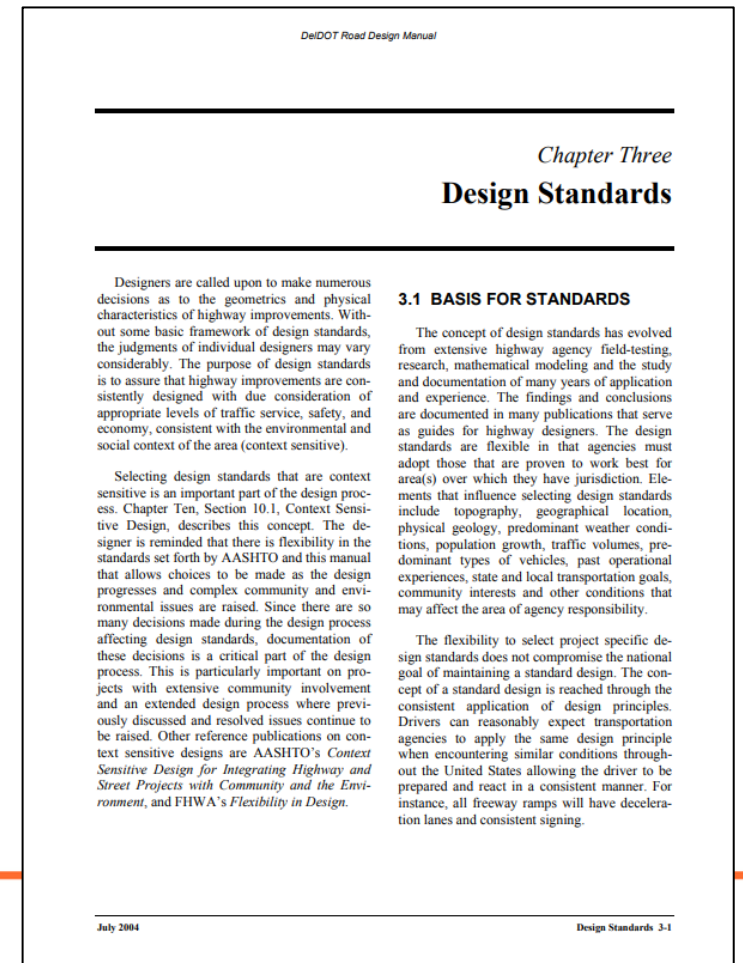 DelDOT Road Design Manual
Chapter Three
Design Standards
Designers are called upon to make numerous
decisions as to the geometrics and physical
characteristics of highway improvements. With-
out some basic framework of design standards,
the judgments of individual designers may vary
considerably. The purpose of design standards
is to assure that highway improvements are con-
sistently designed with due consideration of
appropriate levels of traffic service, safety, and
economy, consistent with the environmental and
social context of the area (context sensitive).
Selecting design standards that are context
sensitive is an important part of the design proc-
ess. Chapter Ten, Section 10.1, Context Sensi-
tive Design, describes this concept. The de-
signer is reminded that there is flexibility in the
standards set forth by AASHTO and this manual
that allows choices to be made as the design
progresses and complex community and envi-
ronmental issues are raised. Since there are so
many decisions made during the design process
affecting design standards, documentation of
these decisions is a critical part of the design
process. This is particularly important on pro-
jects with extensive community involvement
and an extended design process where previ-
ously discussed and resolved issues continue to
be raised. Other reference publications on con-
text sensitive designs are AASHTO's Context
Sensitive Design for Integrating Highway and
Street Projects with Community and the Envi-
ronment, and FHWA's Flexibility in Design.
3.1 BASIS FOR STANDARDS
The concept of design standards has evolved
from extensive highway agency field-testing,
research, mathematical modeling and the study
and documentation of many years of application
and experience. The findings and conclusions
are documented in many publications that serve
as guides for highway designers. The design
standards are flexible in that agencies must
adopt those that are proven to work best for
area(s) over which they have jurisdiction. Ele-
ments that influence selecting design standards
include topography, geographical location,
physical geology, predominant weather condi-
tions, population growth, traffic volumes, pre-
dominant types of vehicles, past operational
experiences, state and local transportation goals,
community interests and other conditions that
may affect the area of agency responsibility.
The flexibility to select project specific de-
sign standards does not compromise the national
goal of maintaining a standard design. The con-
cept of a standard design is reached through the
consistent application of design principles.
Drivers can reasonably expect transportation
agencies to apply the same design principle
when encountering similar conditions through-
out the United States allowing the driver to be
prepared and react in a consistent manner. For
instance, all freeway ramps will have decelera-
tion lanes and consistent signing.
July 2004
Design Standards 3-1